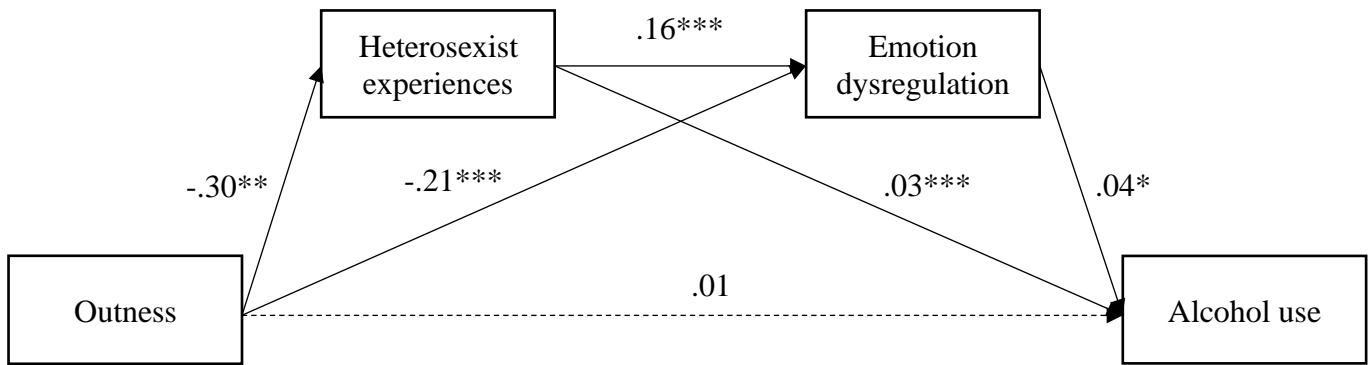 .16***
Heterosexist
experiences
Emotion
dysregulation
-.30**
-.21***
.03***
.04*
.01
Outness
Alcohol use